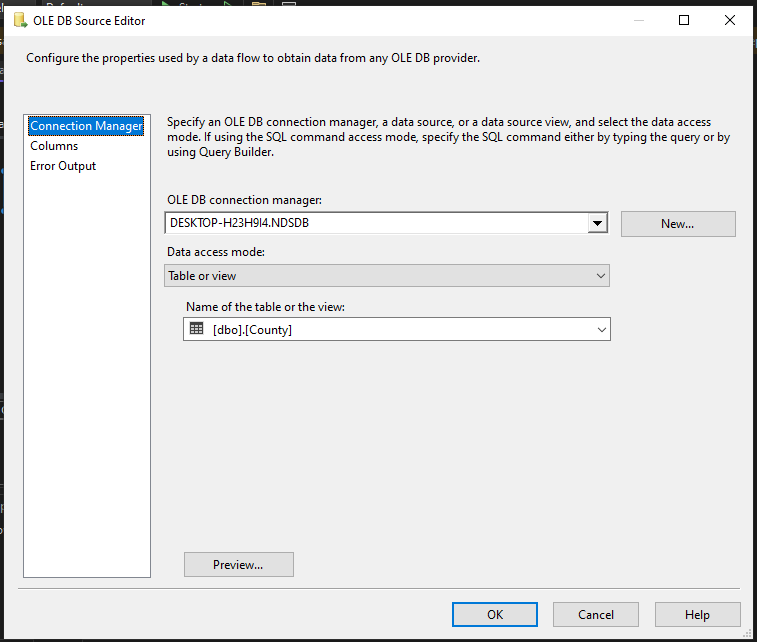 OLE DB Source Editor
Configure the properties used by a data flow to obtain data from any OLE DB provider.
Connection Manager
Columns
Error Output
Specify an OLE DB connection manager, a data source, or a data source view, and select the data access
mode. If using the SQL command access mode, specify the SQL command either by typing the query or by
using Query Builder.
OLE DB connection manager:
DESKTOP-H23H9I4.NDSDB
New...
Data access mode:
Table or view
Name of the table or the view:
[dbo].[County]
Preview...
OK
Cancel
Help